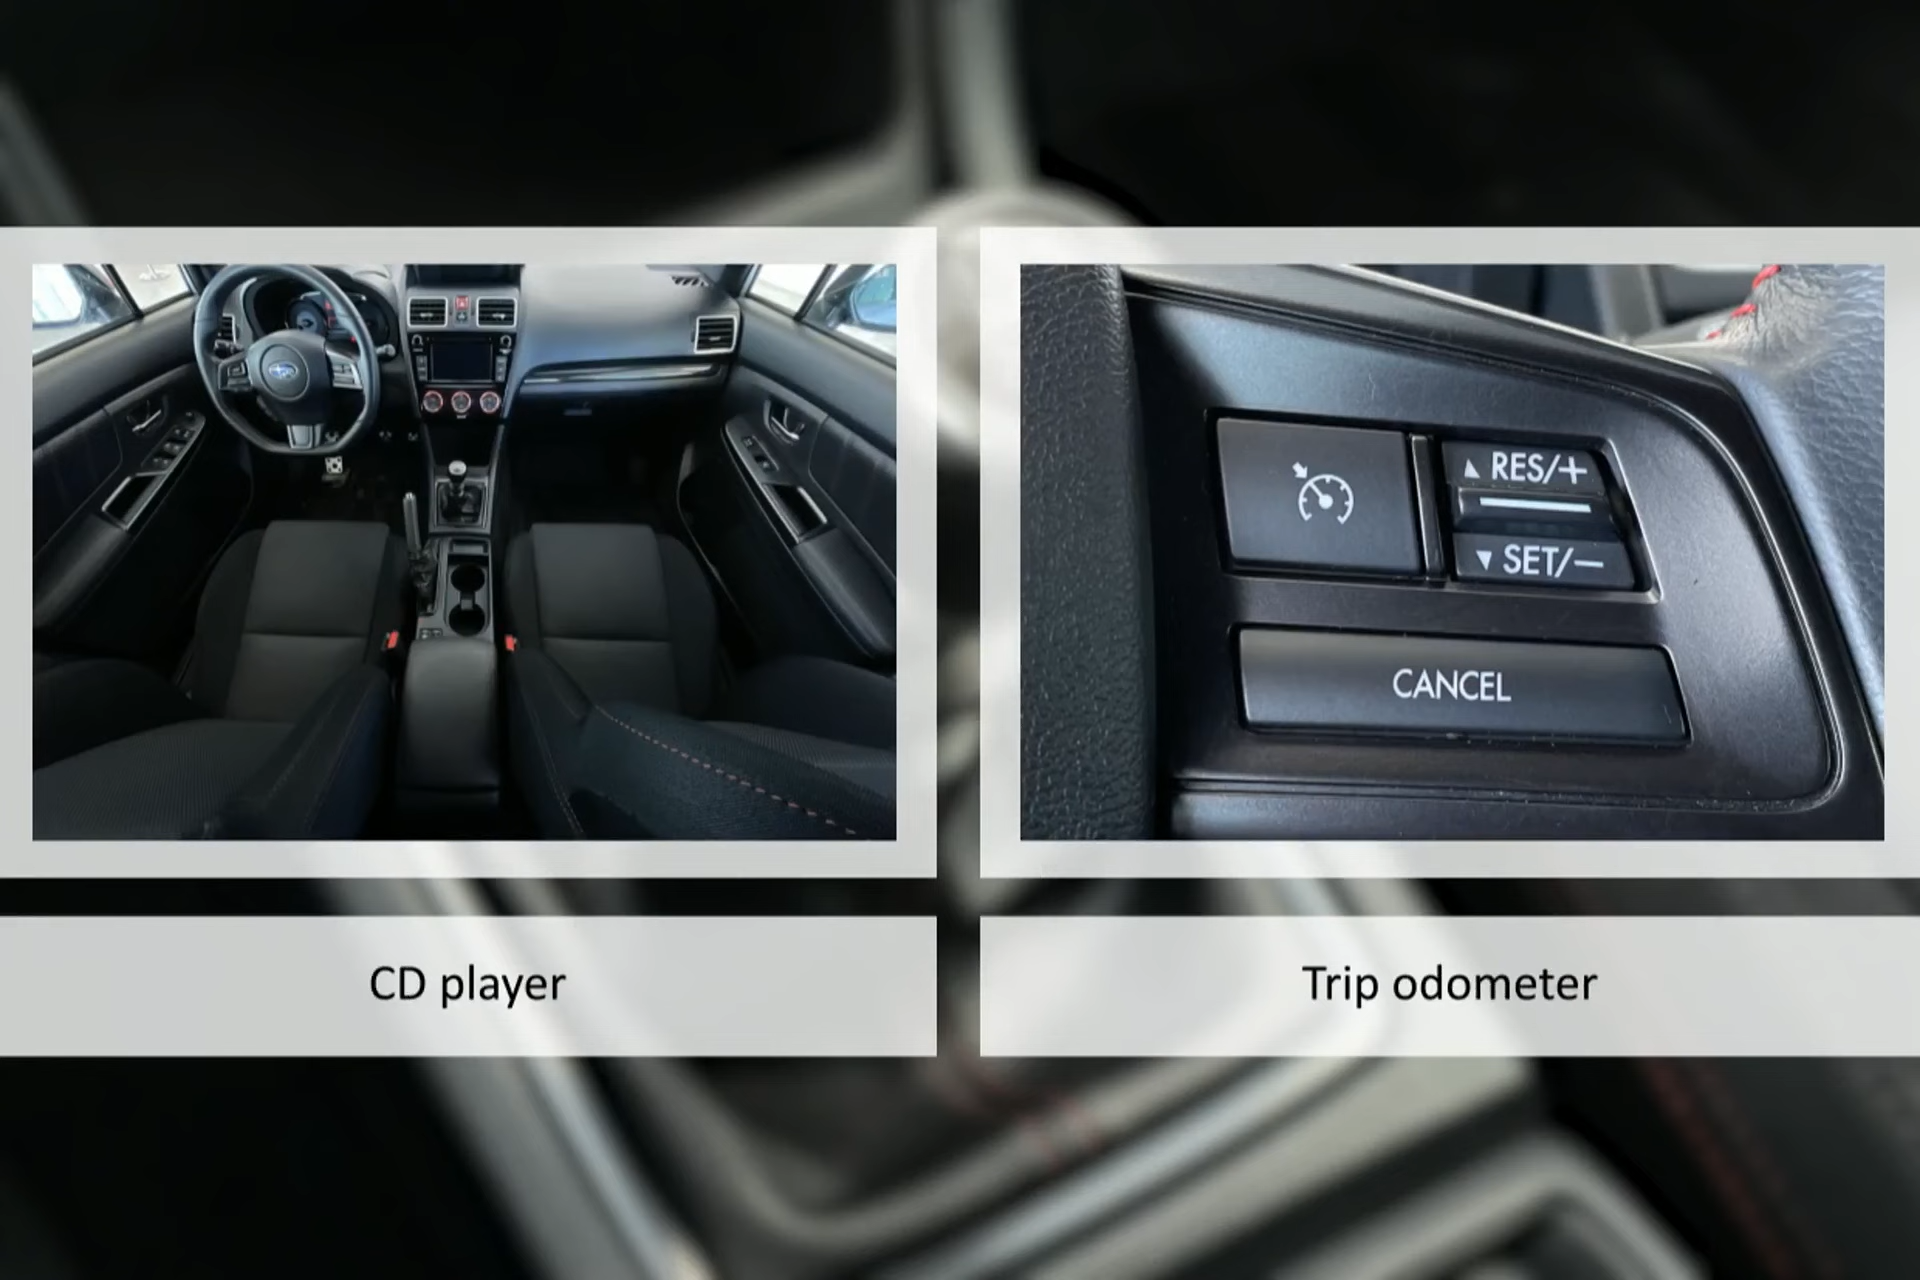 ▲ RES/+
▼ SET/–
CANCEL
CD player
Trip odometer